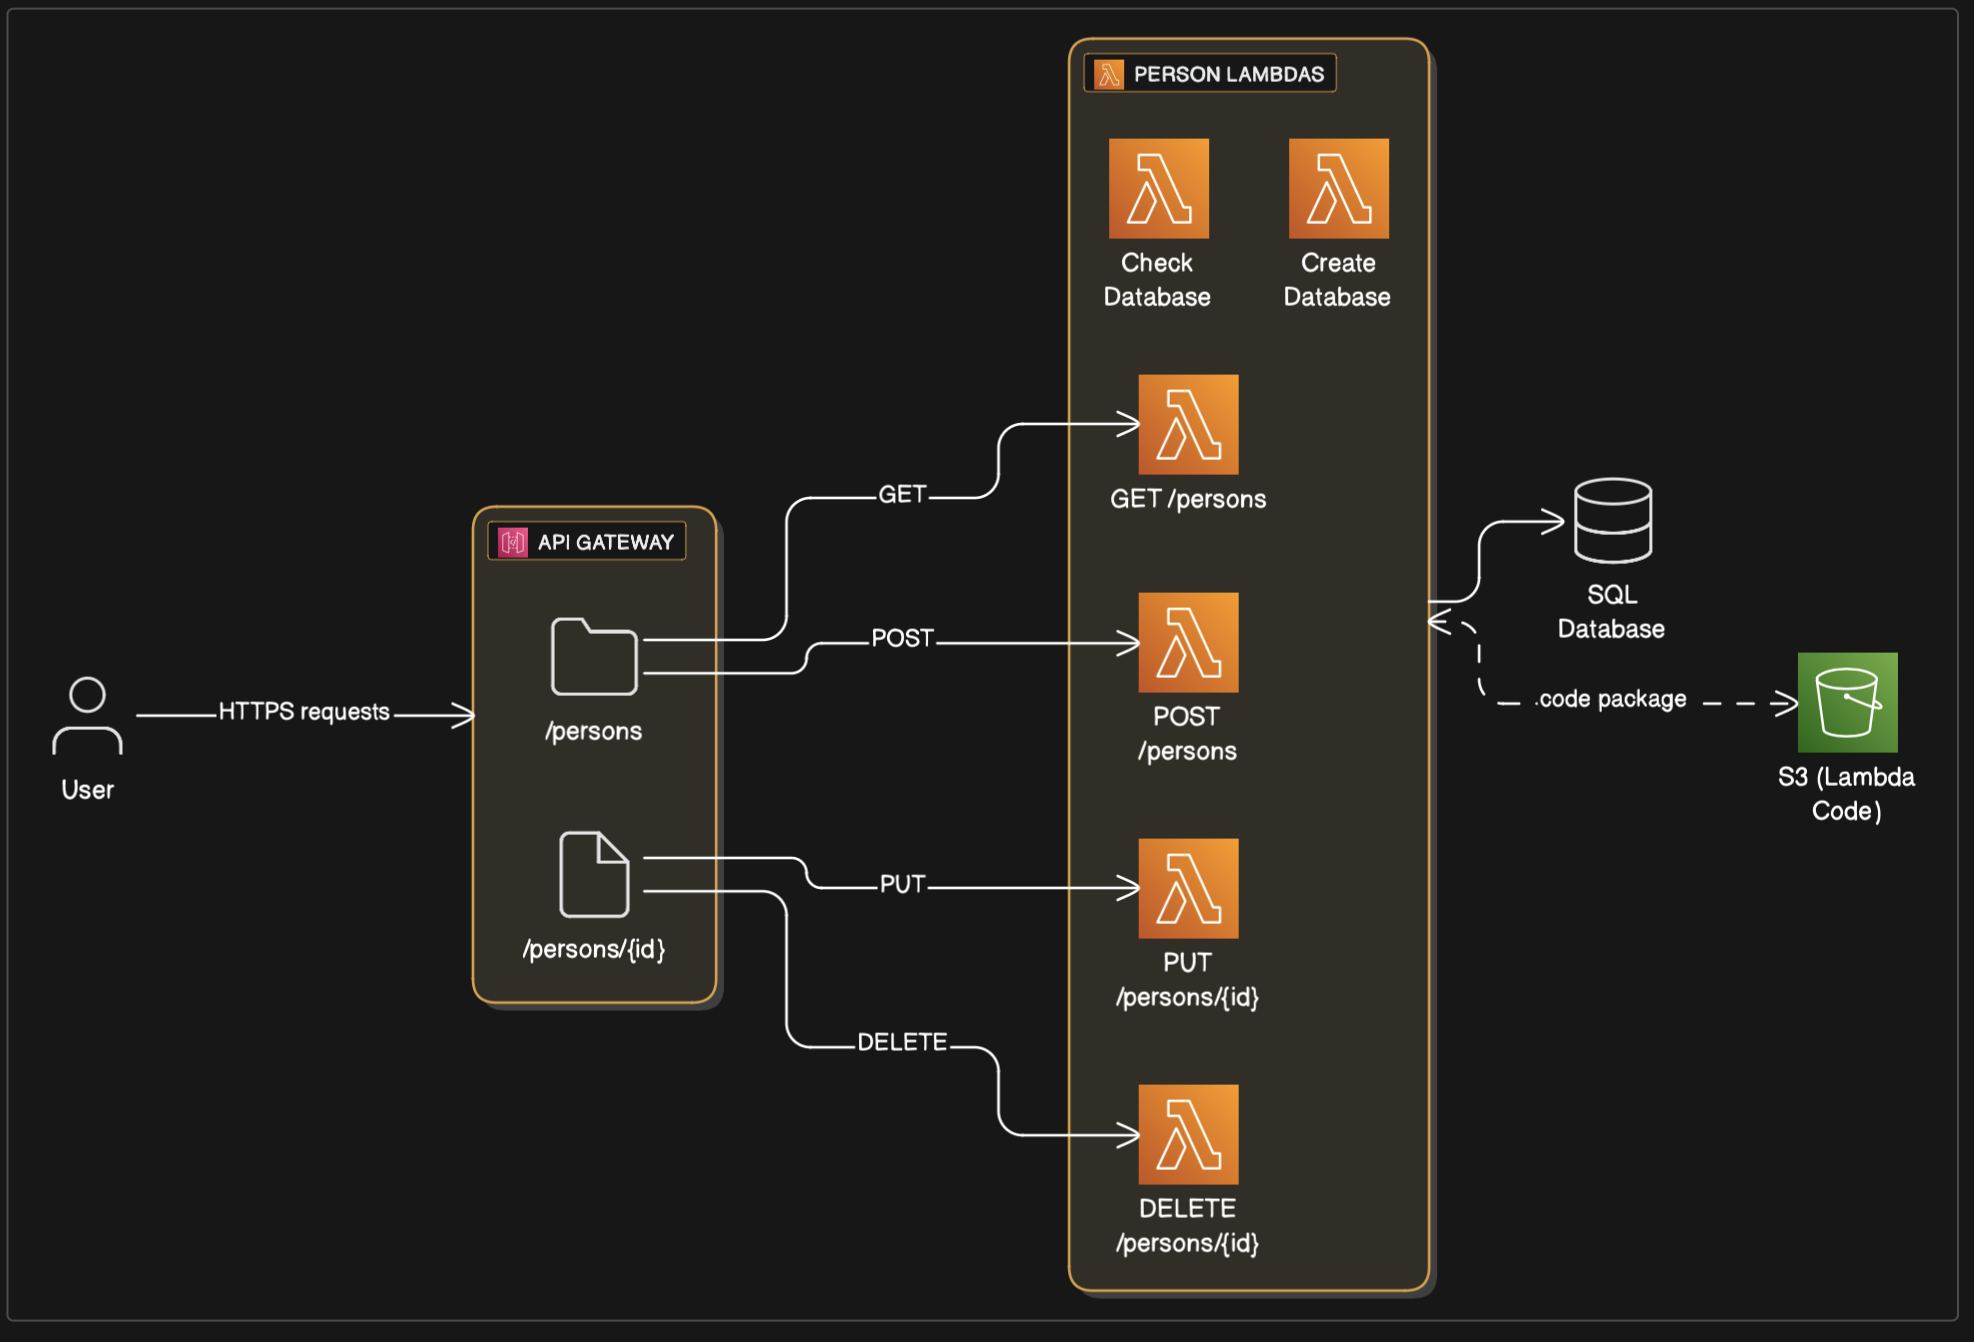 PERSON LAMBDAS
Check
Database
Create
Database
GET
GET /persons
API GATEWAY
SQL
Database
POST
HTTPS requests
/persons
POST
/persons
code package
User
S3 (Lambda
Code)
PUT
/persons/{id}
PUT
/persons/{id}
DELETE
DELETE
/persons/{id}